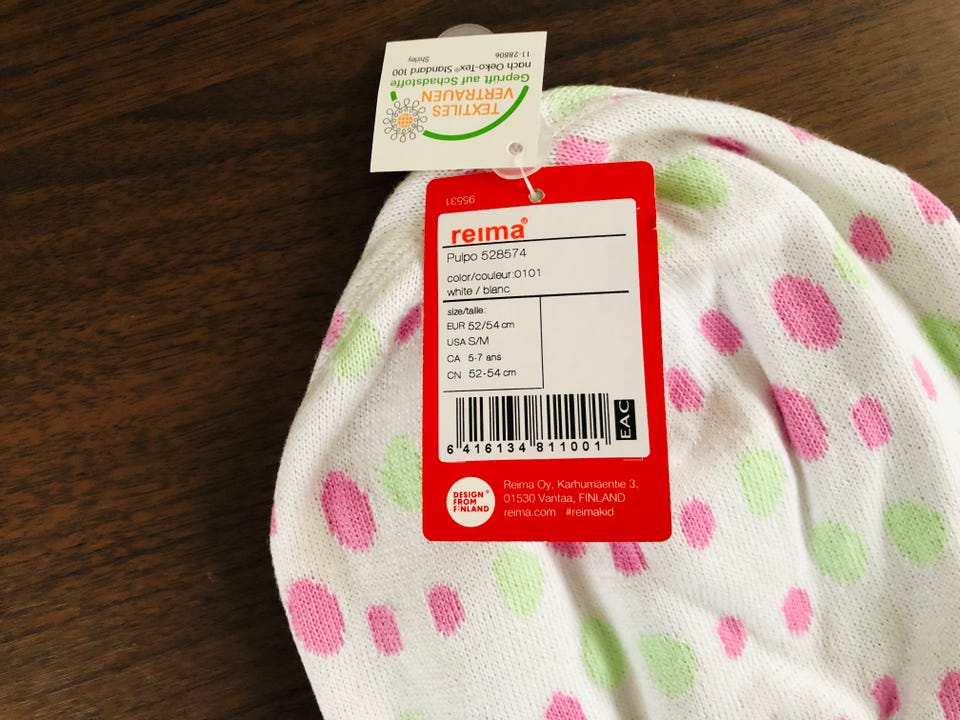 TEXTILES
VERTRAUEN
Geprüft auf Schadstoffe
nach Oeko-Tex® Standard 100
11-28806
Shirley
95531
reima®
Pulpo 528574
color/couleur:0101
white / blanc
size/taille:
EUR 52/54 cm
USA S/M
CA 5-7 ans
CN 52-54 cm
6 416134 811001
EAC
DESIGN
FROM
FINLAND
Reima Oy, Karhumäentie 3,
01530 Vantaa, FINLAND
reima.com #reimakid